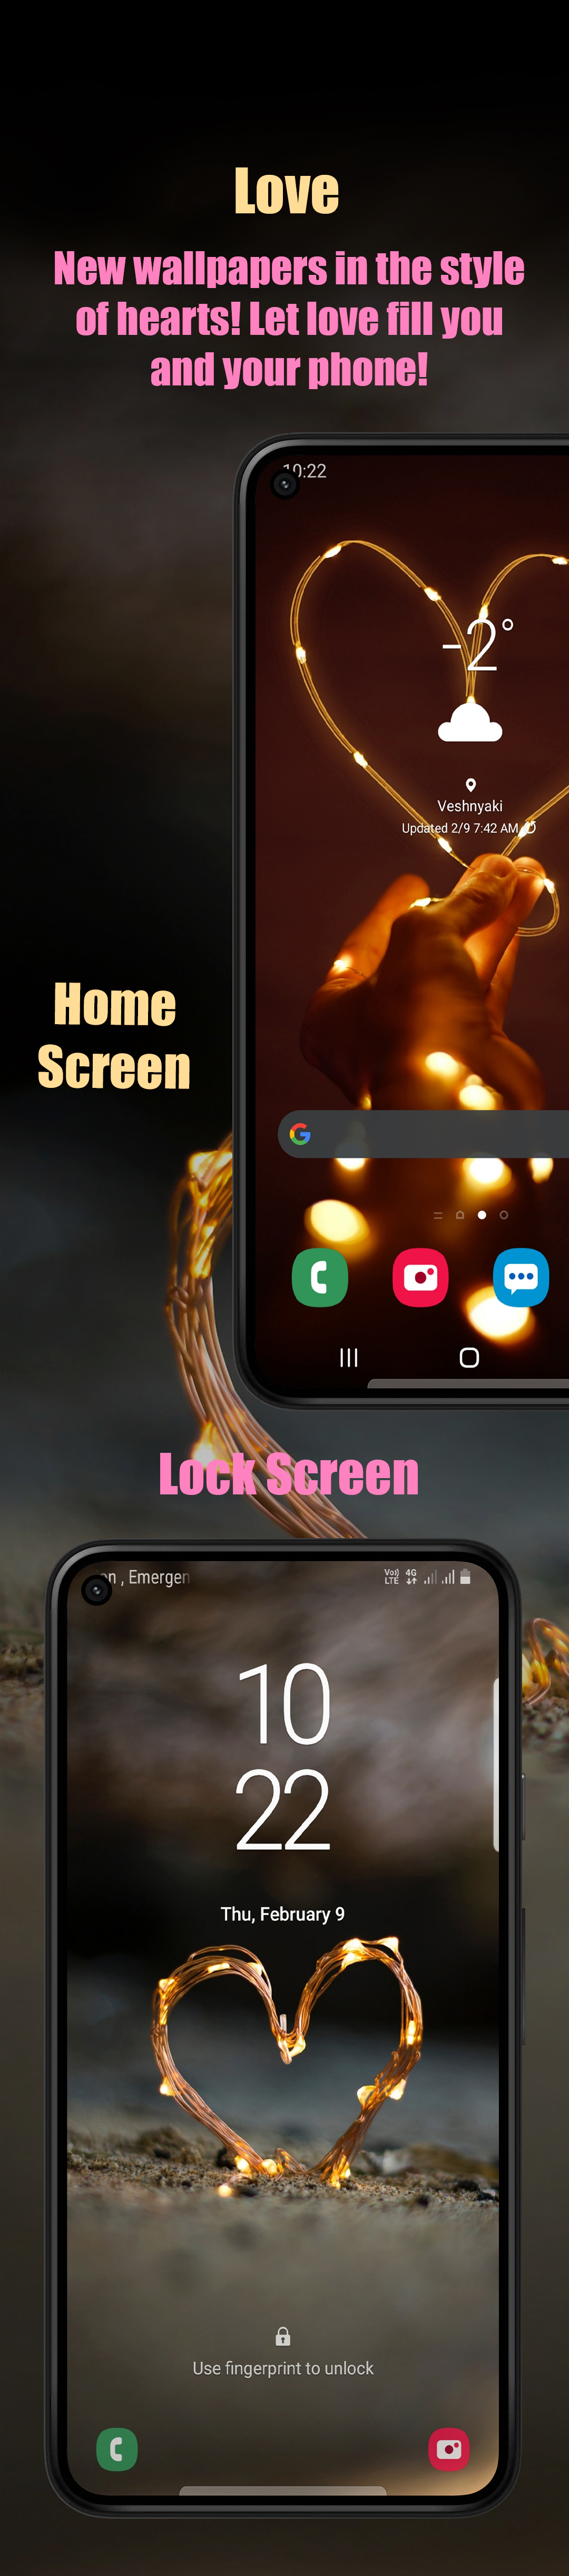 Love
New wallpapers in the style
of hearts! Let love fill you
and your phone!
10:22
-2°
Veshnyaki
Updated 2/9 7:42 AM
Home
Screen
G
Lock Screen
, Emergen
Vo))
LTE
4G
10
22
Thu, February 9
Use fingerprint to unlock